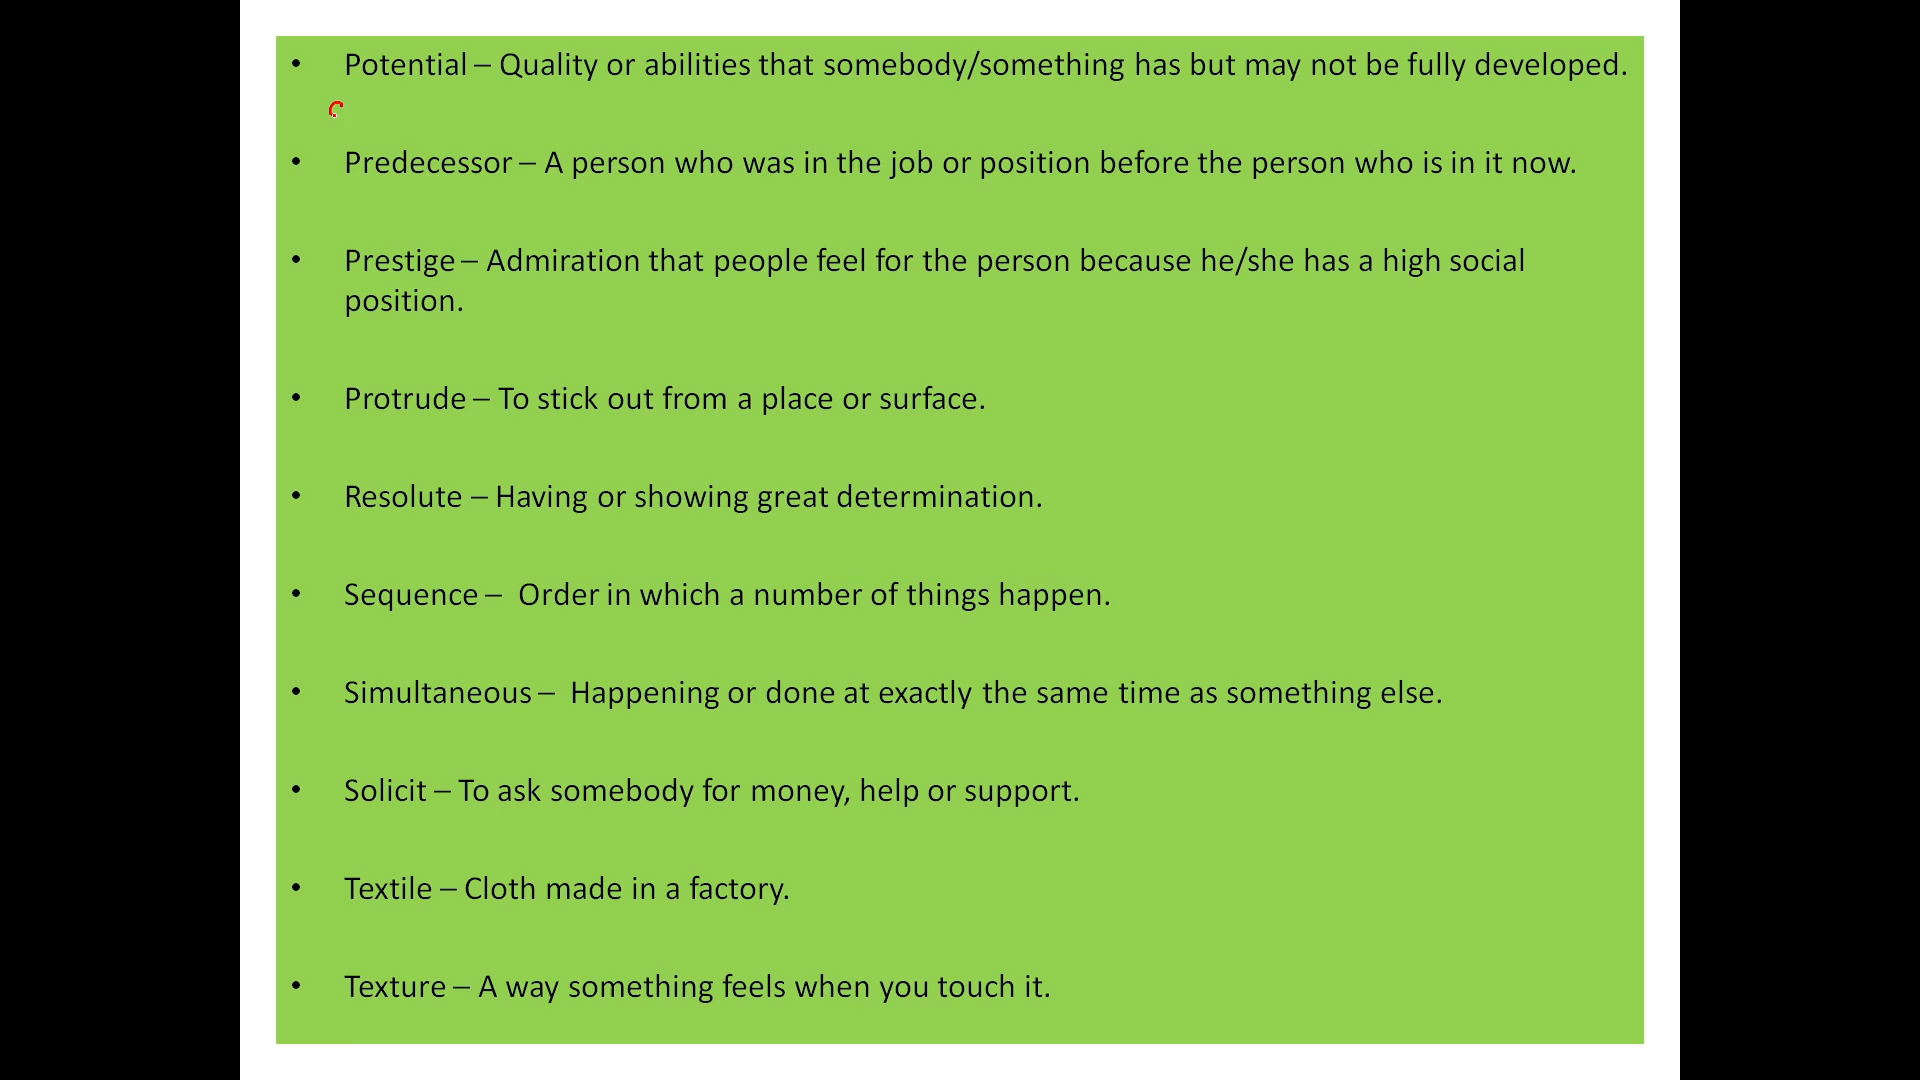 • Potential – Quality or abilities that somebody/something has but may not be fully developed.
• Predecessor – A person who was in the job or position before the person who is in it now.
• Prestige – Admiration that people feel for the person because he/she has a high social
position.
• Protrude – To stick out from a place or surface.
• Resolute – Having or showing great determination.
• Sequence –  Order in which a number of things happen.
• Simultaneous –  Happening or done at exactly the same time as something else.
• Solicit – To ask somebody for money, help or support.
• Textile – Cloth made in a factory.
• Texture – A way something feels when you touch it.